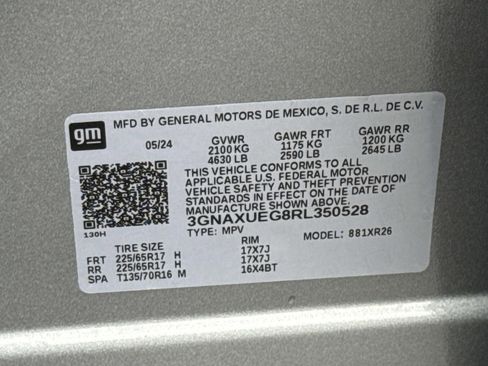 gm MFD BY GENERAL MOTORS DE MEXICO, S. DE R.L. DE C.V.
05/24 GVWR GAWR FRT GAWR RR
2100 KG 1175 KG 1200 KG
4630 LB 2590 LB 2645 LB
THIS VEHICLE CONFORMS TO ALL
APPLICABLE U.S. FEDERAL MOTOR
VEHICLE SAFETY AND THEFT PREVENTION
STANDARDS IN EFFECT ON THE DATE OF
MANUFACTURE SHOWN ABOVE.
3GNAXUEG8RL350528
130H TYPE: MPV MODEL: 881XR26
TIRE SIZE RIM
FRT 225/65R17 H 17X7J
RR 225/65R17 H 17X7J
SPA T135/70R16 M 16X4BT